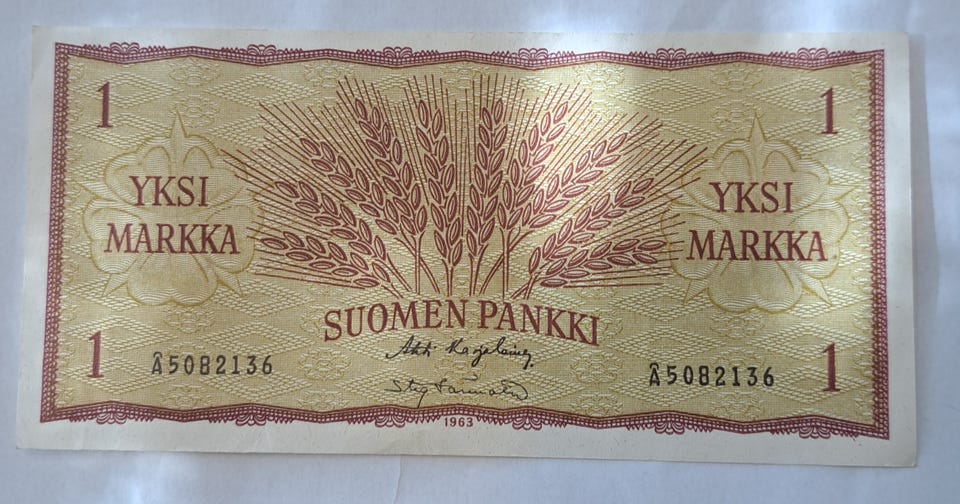 1
1
YKSI
MARKKA
YKSI
MARKKA
SUOMEN PANKKI
1
Â5082136
Â5082136
1
1963